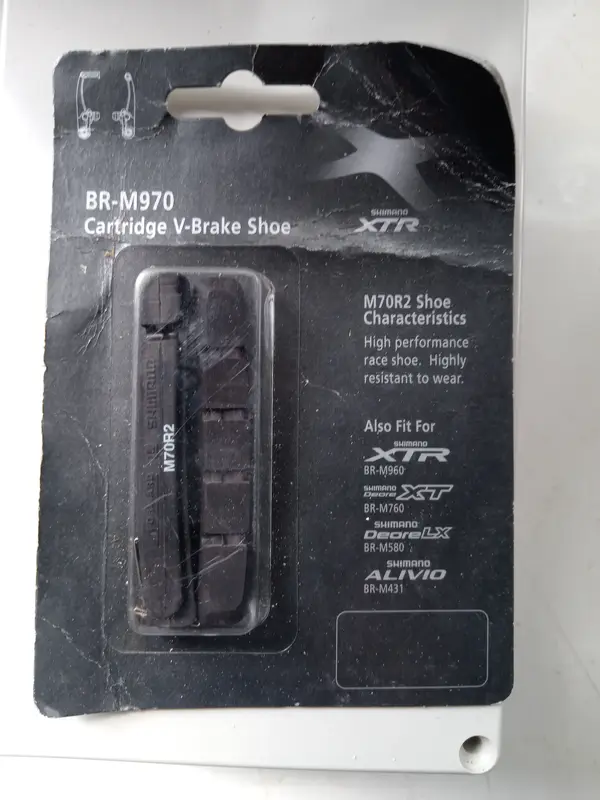 BR-M970
Cartridge V-Brake Shoe
SHIMANO
XTR
M70R2 Shoe
Characteristics
High performance
race shoe. Highly
resistant to wear.
Also Fit For
SHIMANO
XTR
BR-M960
SHIMANO
Deore XT
BR-M760
SHIMANO
Deore LX
BR-M580
SHIMANO
ALIVIO
BR-M431
M70R2
SHIMANO